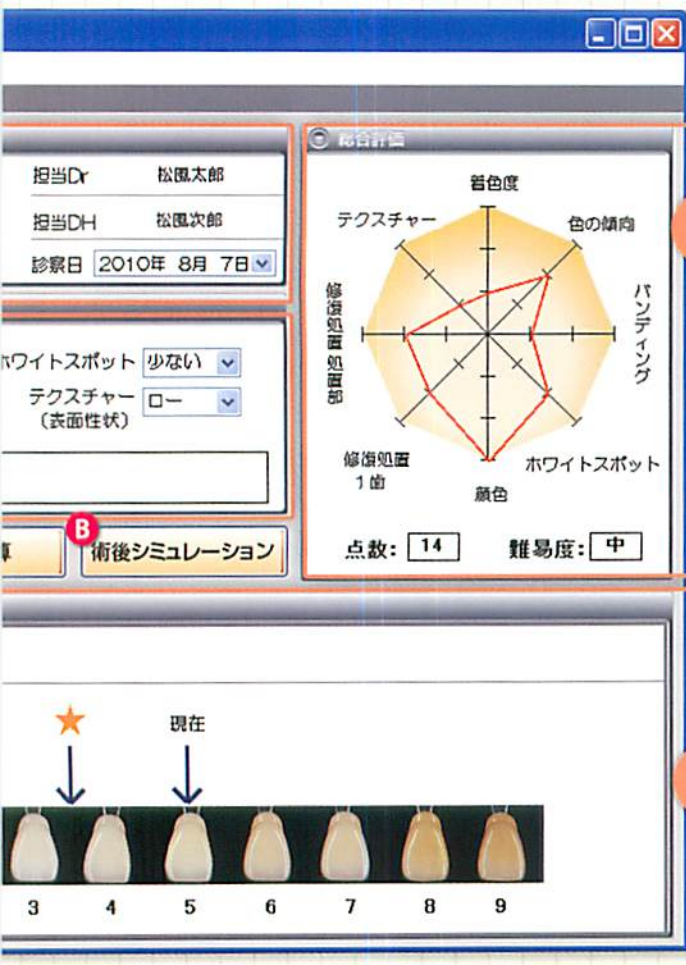 担当Dr 松風太郎
担当DH 松風次郎
診察日 2010年 8月 7日
ホワイトスポット 少ない
テクスチャー
(表面性状)
ロー
B
術後シミュレーション
総合評価
着色度
色の傾向
バンディング
ホワイトスポット
顔色
修復処置
1歯
修復処置 処置部
テクスチャー
点数: 14 難易度: 中
現在
3 4 5 6 7 8 9